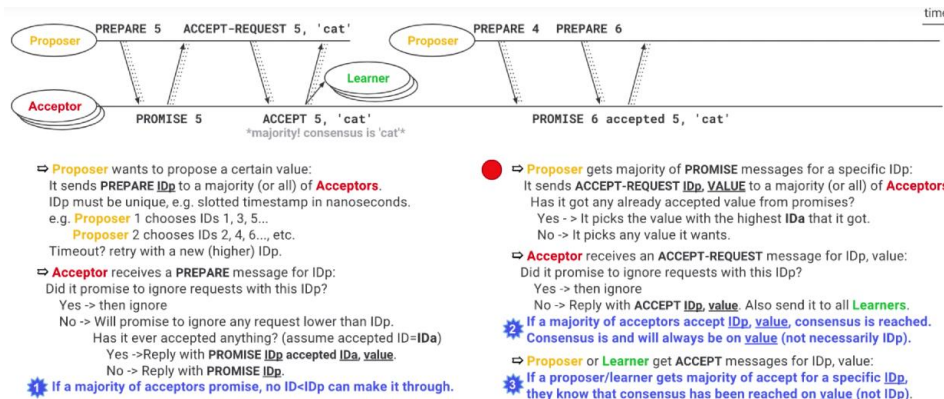 time
PREPARE 5 ACCEPT-REQUEST 5, 'cat' PREPARE 4 PREPARE 6
Proposer Proposer
Learner
Acceptor
PROMISE 5 ACCEPT 5, 'cat' PROMISE 6 accepted 5, 'cat'
*majority! consensus is 'cat'*
⇨ Proposer wants to propose a certain value:
It sends PREPARE IDp to a majority (or all) of Acceptors.
IDp must be unique, e.g. slotted timestamp in nanoseconds.
e.g. Proposer 1 chooses IDs 1, 3, 5...
Proposer 2 chooses IDs 2, 4, 6..., etc.
Timeout? retry with a new (higher) IDp.
⇨ Acceptor receives a PREPARE message for IDp:
Did it promise to ignore requests with this IDp?
Yes -> then ignore
No -> Will promise to ignore any request lower than IDp.
Has it ever accepted anything? (assume accepted ID=IDa)
Yes ->Reply with PROMISE IDp accepted IDa, value.
No -> Reply with PROMISE IDp.
1 If a majority of acceptors promise, no ID<IDp can make it through.
⇨ Proposer gets majority of PROMISE messages for a specific IDp:
It sends ACCEPT-REQUEST IDp, VALUE to a majority (or all) of Acceptors
Has it got any already accepted value from promises?
Yes - > It picks the value with the highest IDa that it got.
No -> It picks any value it wants.
⇨ Acceptor receives an ACCEPT-REQUEST message for IDp, value:
Did it promise to ignore requests with this IDp?
Yes -> then ignore
No -> Reply with ACCEPT IDp, value. Also send it to all Learners.
2 If a majority of acceptors accept IDp, value, consensus is reached.
Consensus is and will always be on value (not necessarily IDp).
⇨ Proposer or Learner get ACCEPT messages for IDp, value:
3 If a proposer/learner gets majority of accept for a specific IDp,
they know that consensus has been reached on value (not IDp).